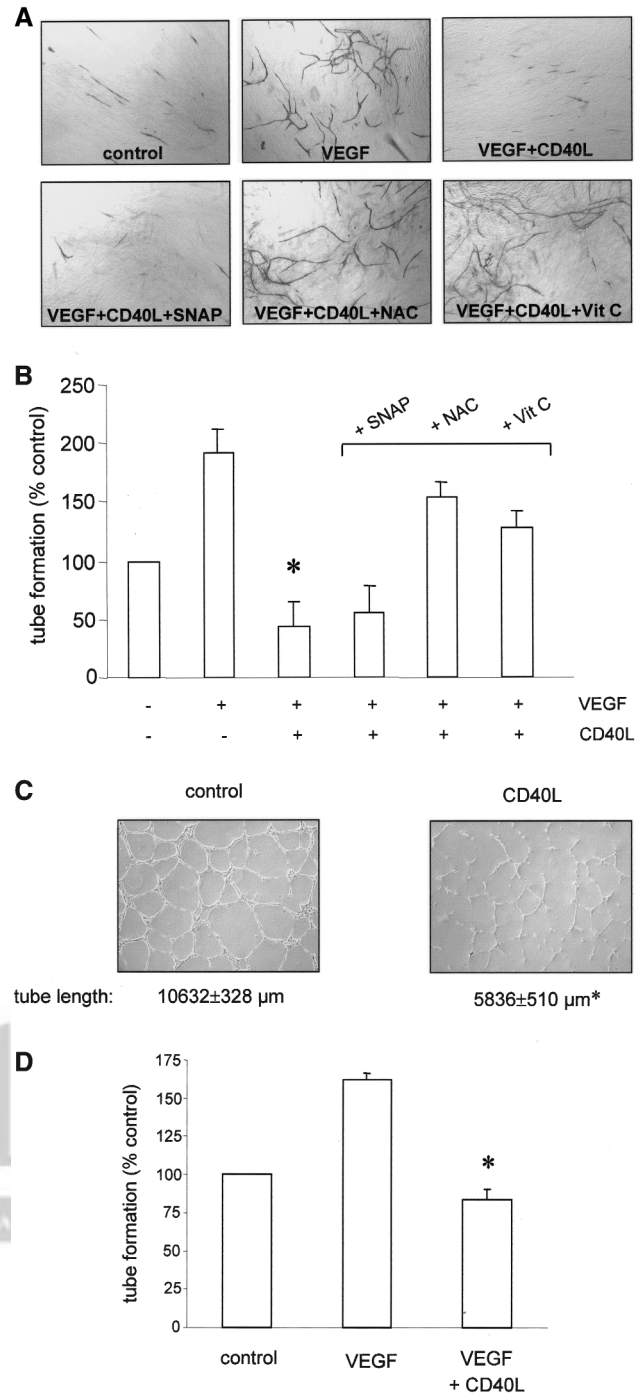 A
control
VEGF
VEGF+CD40L
VEGF+CD40L+SNAP
VEGF+CD40L+NAC
VEGF+CD40L+Vit C
B
tube formation (% control)
250
200
150
100
50
0
+ SNAP
+ NAC
+ Vit C
*
- + + + + + VEGF
- - + + + + CD40L
C
control
CD40L
tube length: 10632±328 µm 5836±510 µm*
D
tube formation (% control)
175
150
125
100
75
50
25
0
*
control
VEGF
VEGF
+ CD40L